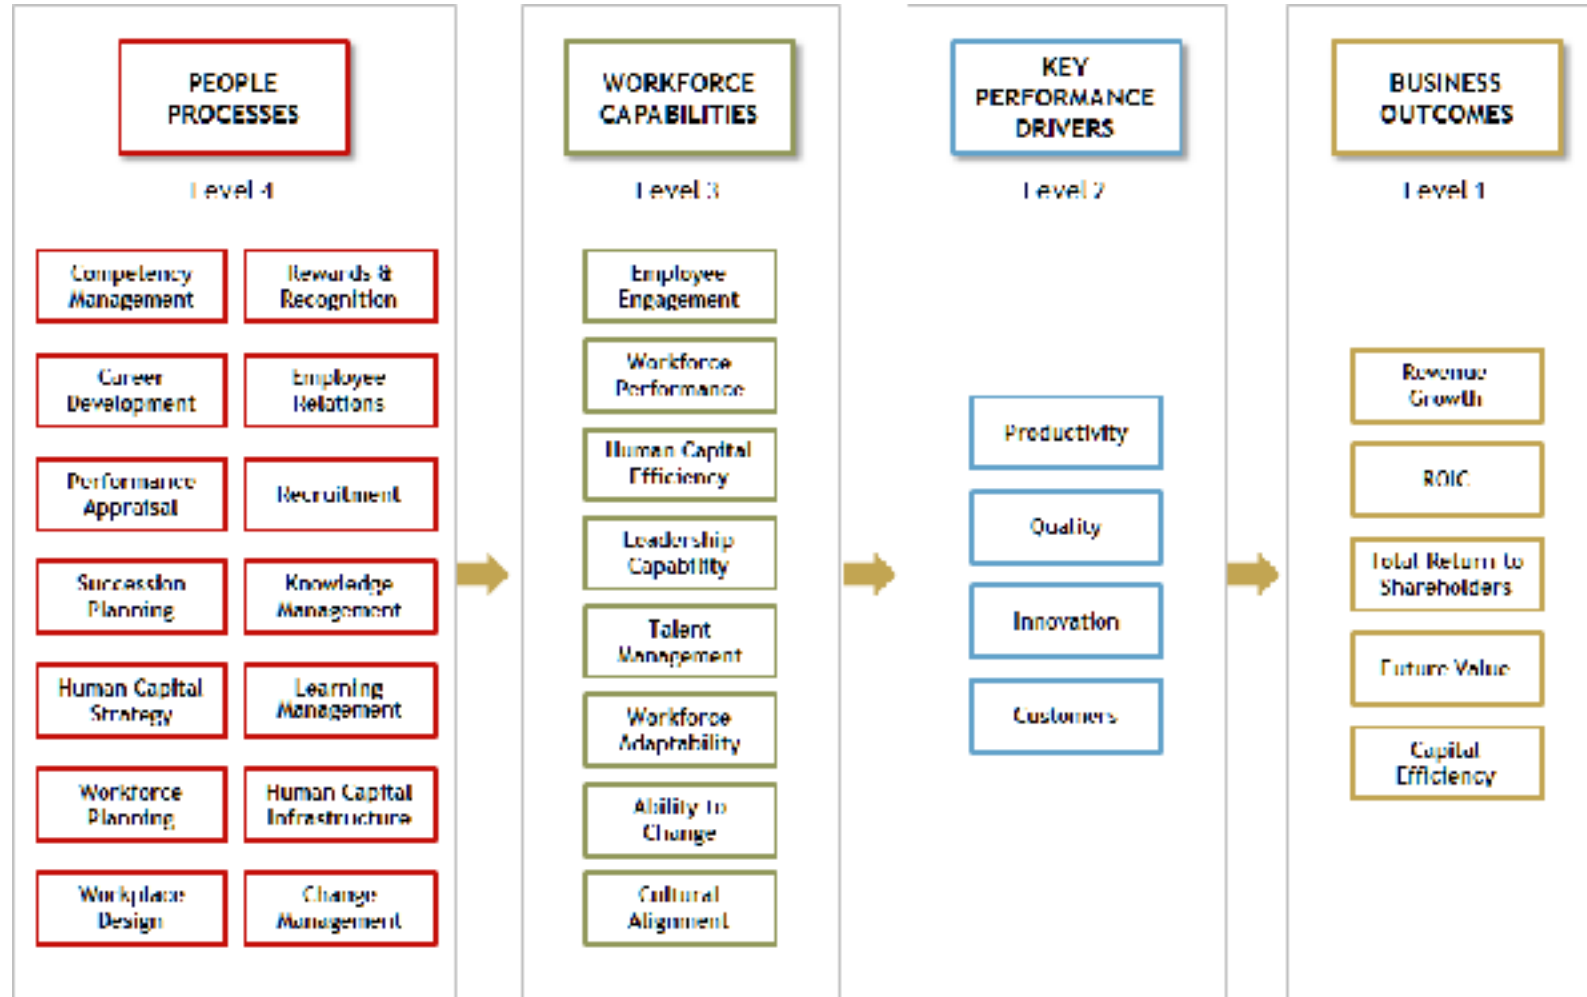 PEOPLE
PROCESSES
Level 4
Competency
Management
Rewards &
Recognition
Career
Development
Employee
Relations
Performance
Appraisal
Recruitment
Succession
Planning
Knowledge
Management
Human Capital
Strategy
Learning
Management
Workforce
Planning
Human Capital
Infrastructure
Workplace
Design
Change
Management
WORKFORCE
CAPABILITIES
Level 3
Employee
Engagement
Workforce
Performance
Human Capital
Efficiency
Leadership
Capability
Talent
Management
Workforce
Adaptability
Ability to
Change
Cultural
Alignment
KEY
PERFORMANCE
DRIVERS
Level 2
Productivity
Quality
Innovation
Customers
BUSINESS
OUTCOMES
Level 1
Revenue
Growth
ROIC
Total Return to
Shareholders
Future Value
Capital
Efficiency